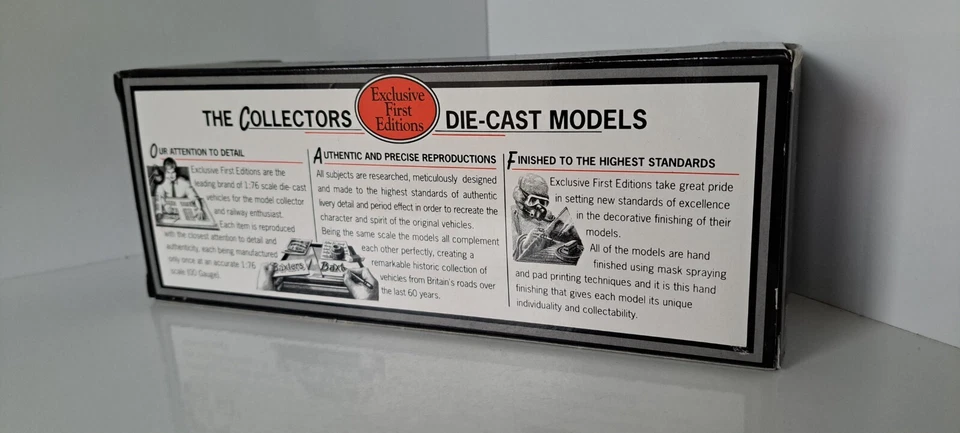 THE COLLECTORS
Exclusive
First
Editions
DIE-CAST MODELS
OUR ATTENTION TO DETAIL
Exclusive First Editions are the
leading brand of 1:76 scale die-cast
vehicles for the model collector
and railway enthusiast.
Each item is reproduced
with the closest attention to detail and
authenticity, each being manufactured
only once at an accurate 1:76
scale (00 Gauge).
AUTHENTIC AND PRECISE REPRODUCTIONS
All subjects are researched, meticulously designed
and made to the highest standards of authentic
livery detail and period effect in order to recreate the
character and spirit of the original vehicles.
Being the same scale the models all complement
each other perfectly, creating a
remarkable historic collection of
vehicles from Britain's roads over
the last 60 years.
Baxters
Baxt
FINISHED TO THE HIGHEST STANDARDS
Exclusive First Editions take great pride
in setting new standards of excellence
in the decorative finishing of their
models.
All of the models are hand
finished using mask spraying
and pad printing techniques and it is this hand
finishing that gives each model its unique
individuality and collectability.